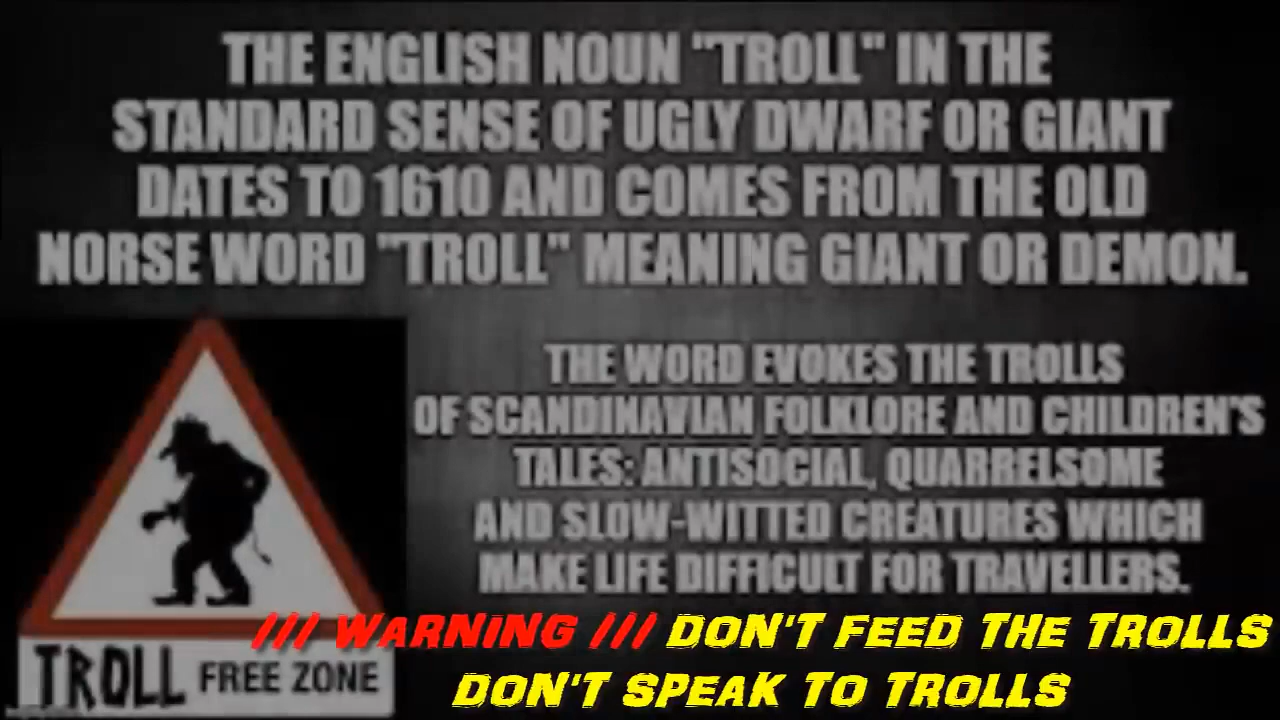 THE ENGLISH NOUN "TROLL" IN THE
STANDARD SENSE OF UGLY DWARF OR GIANT
DATES TO 1610 AND COMES FROM THE OLD
NORSE WORD "TROLL" MEANING GIANT OR DEMON.
THE WORD EVOKES THE TROLLS
OF SCANDINAVIAN FOLKLORE AND CHILDREN'S
TALES: ANTISOCIAL, QUARRELSOME
AND SLOW-WITTED CREATURES WHICH
MAKE LIFE DIFFICULT FOR TRAVELLERS.
TROLL FREE ZONE
/// WARNING /// DON'T FEED THE TROLLS
DON'T SPEAK TO TROLLS